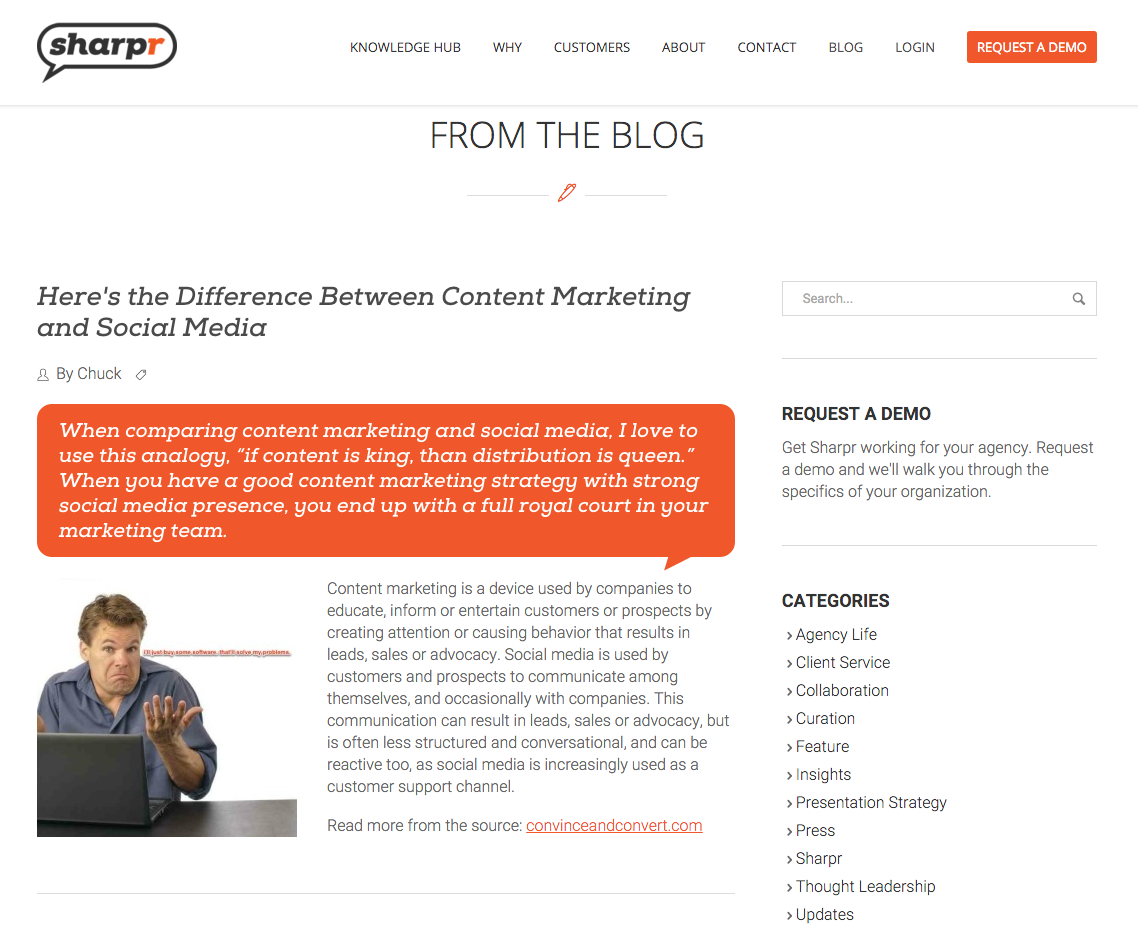 sharpr
KNOWLEDGE HUB WHY CUSTOMERS ABOUT CONTACT BLOG LOGIN REQUEST A DEMO
FROM THE BLOG
Here's the Difference Between Content Marketing
and Social Media
By Chuck
When comparing content marketing and social media, I love to
use this analogy, “if content is king, than distribution is queen.”
When you have a good content marketing strategy with strong
social media presence, you end up with a full royal court in your
marketing team.
I'll just buy some software, that'll solve my problems.
Content marketing is a device used by companies to
educate, inform or entertain customers or prospects by
creating attention or causing behavior that results in
leads, sales or advocacy. Social media is used by
customers and prospects to communicate among
themselves, and occasionally with companies. This
communication can result in leads, sales or advocacy, but
is often less structured and conversational, and can be
reactive too, as social media is increasingly used as a
customer support channel.
Read more from the source: convinceandconvert.com
Search...
REQUEST A DEMO
Get Sharpr working for your agency. Request
a demo and we'll walk you through the
specifics of your organization.
CATEGORIES
Agency Life
Client Service
Collaboration
Curation
Feature
Insights
Presentation Strategy
Press
Sharpr
Thought Leadership
Updates